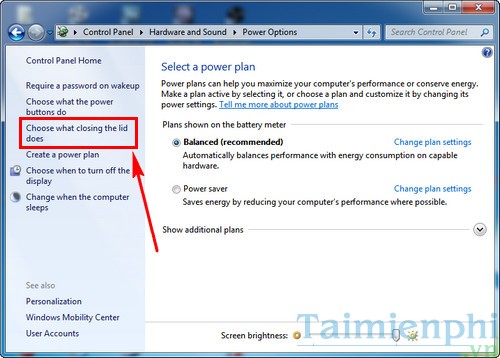 Control Panel ▸ Hardware and Sound ▸ Power Options
Search Control Panel
Control Panel Home
Require a password on wakeup
Choose what the power
buttons do
Choose what closing the lid
does
Create a power plan
Choose when to turn off the
display
Change when the computer
sleeps
See also
Personalization
Windows Mobility Center
User Accounts
Select a power plan
Power plans can help you maximize your computer's performance or conserve energy.
Make a plan active by selecting it, or choose a plan and customize it by changing its
power settings. Tell me more about power plans
Plans shown on the battery meter
Balanced (recommended) Change plan settings
Automatically balances performance with energy consumption on capable
hardware.
Power saver Change plan settings
Saves energy by reducing your computer's performance where possible.
Show additional plans
Screen brightness:
Taimienphi
.vn